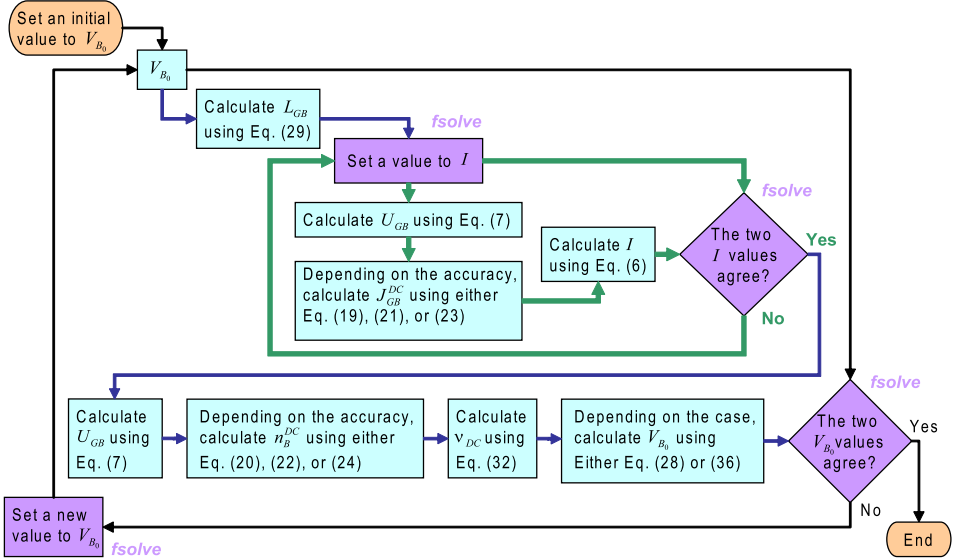 Set an initial
value to V_{B_0}
V_{B_0}
Calculate L_{GB}
using Eq. (29)
fsolve
Set a value to I
fsolve
Calculate U_{GB} using Eq. (7)
Depending on the accuracy,
calculate J_{GB}^{DC} using either
Eq. (19), (21), or (23)
Calculate I
using Eq. (6)
The two
I values
agree?
Yes
No
fsolve
Calculate
U_{GB} using
Eq. (7)
Depending on the accuracy,
calculate n_B^{DC} using either
Eq. (20), (22), or (24)
Calculate
ν_{DC} using
Eq. (32)
Depending on the case,
calculate V_{B_0} using
Either Eq. (28) or (36)
The two
V_{B_0} values
agree?
Yes
No
Set a new
value to V_{B_0}
fsolve
End